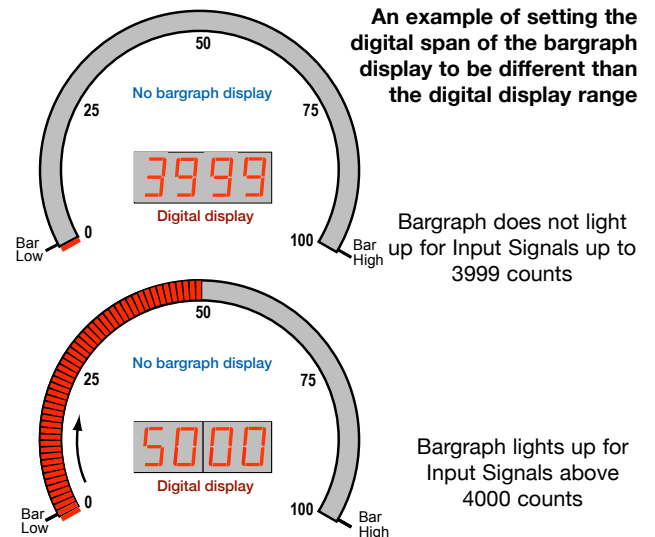 An example of setting the
digital span of the bargraph
display to be different than
the digital display range
50
No bargraph display
25
75
3999
Digital display
0
100
Bar
Low
Bar
High
Bargraph does not light
up for Input Signals up to
3999 counts
50
No bargraph display
25
75
5000
Digital display
0
100
Bar
Low
Bar
High
Bargraph lights up for
Input Signals above
4000 counts